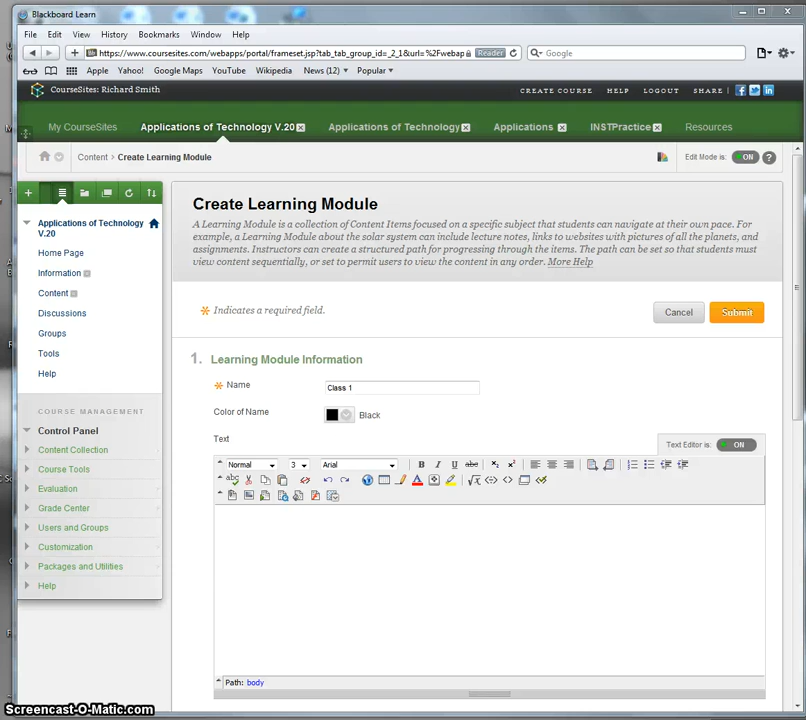 Blackboard Learn
File Edit View History Bookmarks Window Help
https://www.coursesites.com/webapps/portal/frameset.jsp?tab_tab_group_id=_2_1&url=%2Fwebap Reader Google
Apple Yahoo! Google Maps YouTube Wikipedia News (12) Popular
CourseSites: Richard Smith CREATE COURSE HELP LOGOUT SHARE
My CourseSites Applications of Technology V.20 Applications of Technology Applications INSTPractice Resources
Content > Create Learning Module Edit Mode is: ON ?
Applications of Technology
V.20
Home Page
Information
Content
Discussions
Groups
Tools
Help
COURSE MANAGEMENT
Control Panel
Content Collection
Course Tools
Evaluation
Grade Center
Users and Groups
Customization
Packages and Utilities
Help
Create Learning Module
A Learning Module is a collection of Content Items focused on a specific subject that students can navigate at their own pace. For
example, a Learning Module about the solar system can include lecture notes, links to websites with pictures of all the planets, and
assignments. Instructors can create a structured path for progressing through the items. The path can be set so that students must
view content sequentially, or set to permit users to view the content in any order. More Help
Indicates a required field.
Cancel Submit
1. Learning Module Information
Name Class 1
Color of Name Black
Text
Text Editor is: ON
Normal 3 Arial B I U abc
Path: body
Screencast-O-Matic.com